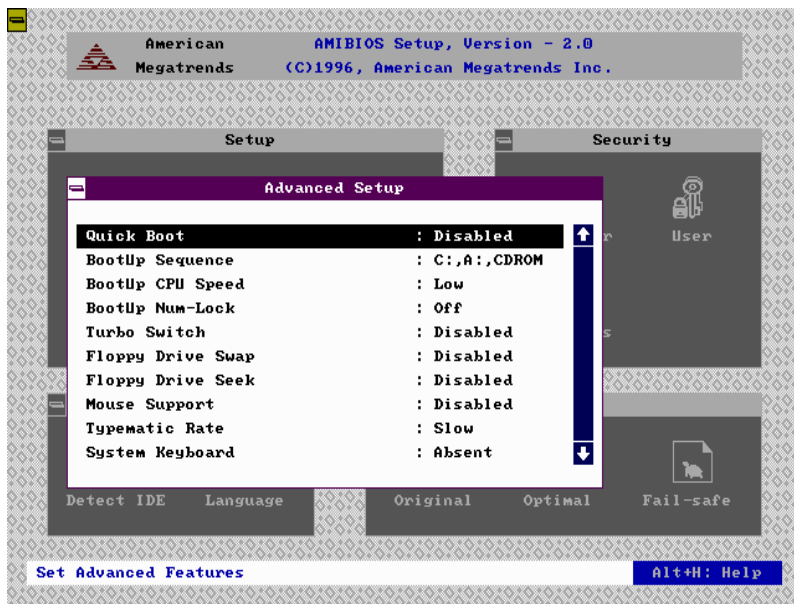 American Megatrends
AMIBIOS Setup, Version - 2.0
(C)1996, American Megatrends Inc.
Setup
Security
Advanced Setup
Quick Boot : Disabled
BootUp Sequence : C:,A:,CDROM
BootUp CPU Speed : Low
BootUp Num-Lock : Off
Turbo Switch : Disabled
Floppy Drive Swap : Disabled
Floppy Drive Seek : Disabled
Mouse Support : Disabled
Typematic Rate : Slow
System Keyboard : Absent
User
Detect IDE
Language
Original
Optimal
Fail-safe
Set Advanced Features
Alt+H: Help